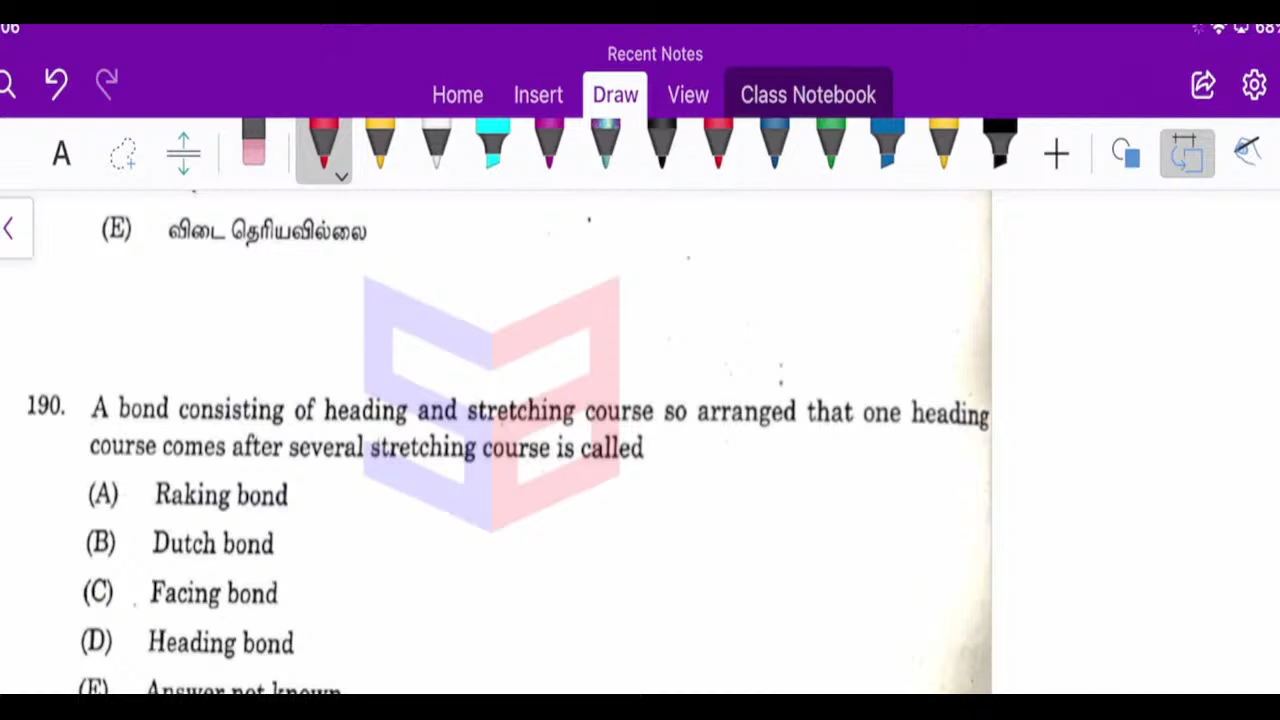 06
68%
Recent Notes
Home Insert Draw View Class Notebook
A
(E) விடை தெரியவில்லை
190. A bond consisting of heading and stretching course so arranged that one heading
course comes after several stretching course is called
(A) Raking bond
(B) Dutch bond
(C) Facing bond
(D) Heading bond
(E) Answer not known